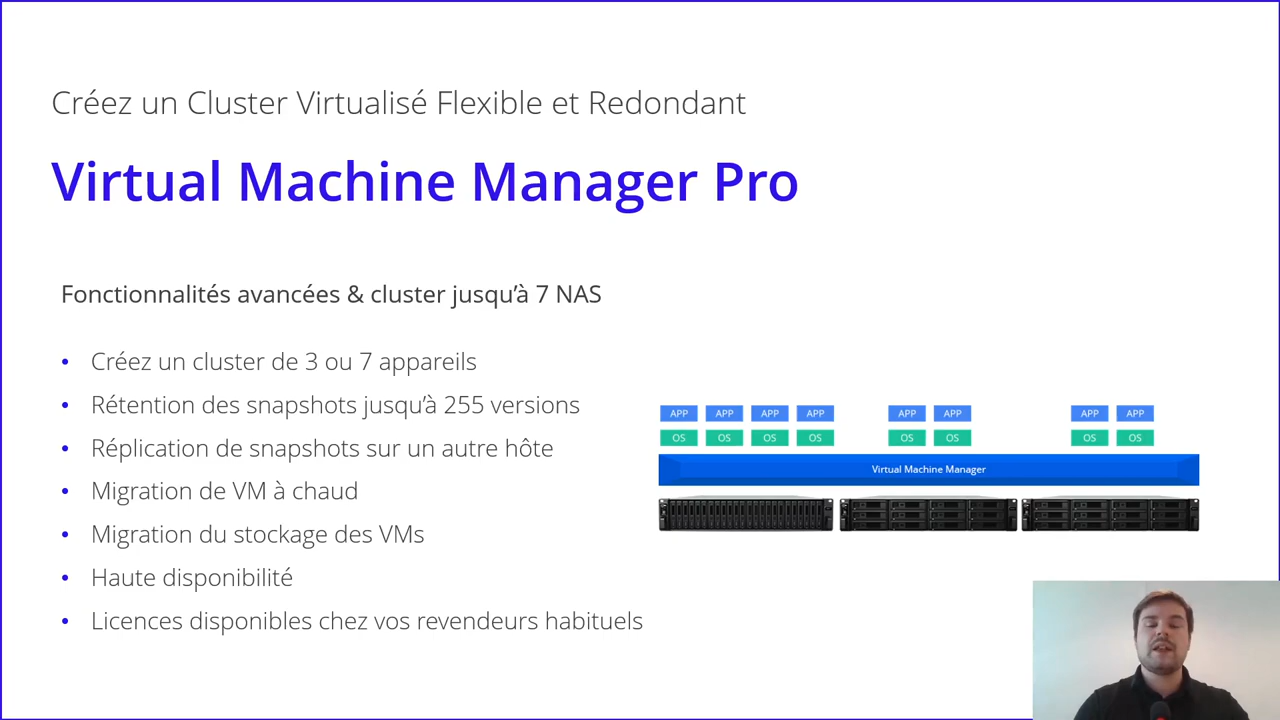 Créez un Cluster Virtualisé Flexible et Redondant
Virtual Machine Manager Pro
Fonctionnalités avancées & cluster jusqu’à 7 NAS
• Créez un cluster de 3 ou 7 appareils
• Rétention des snapshots jusqu’à 255 versions
• Réplication de snapshots sur un autre hôte
• Migration de VM à chaud
• Migration du stockage des VMs
• Haute disponibilité
• Licences disponibles chez vos revendeurs habituels
APP APP APP APP APP APP APP APP
OS OS OS OS OS OS OS OS
Virtual Machine Manager